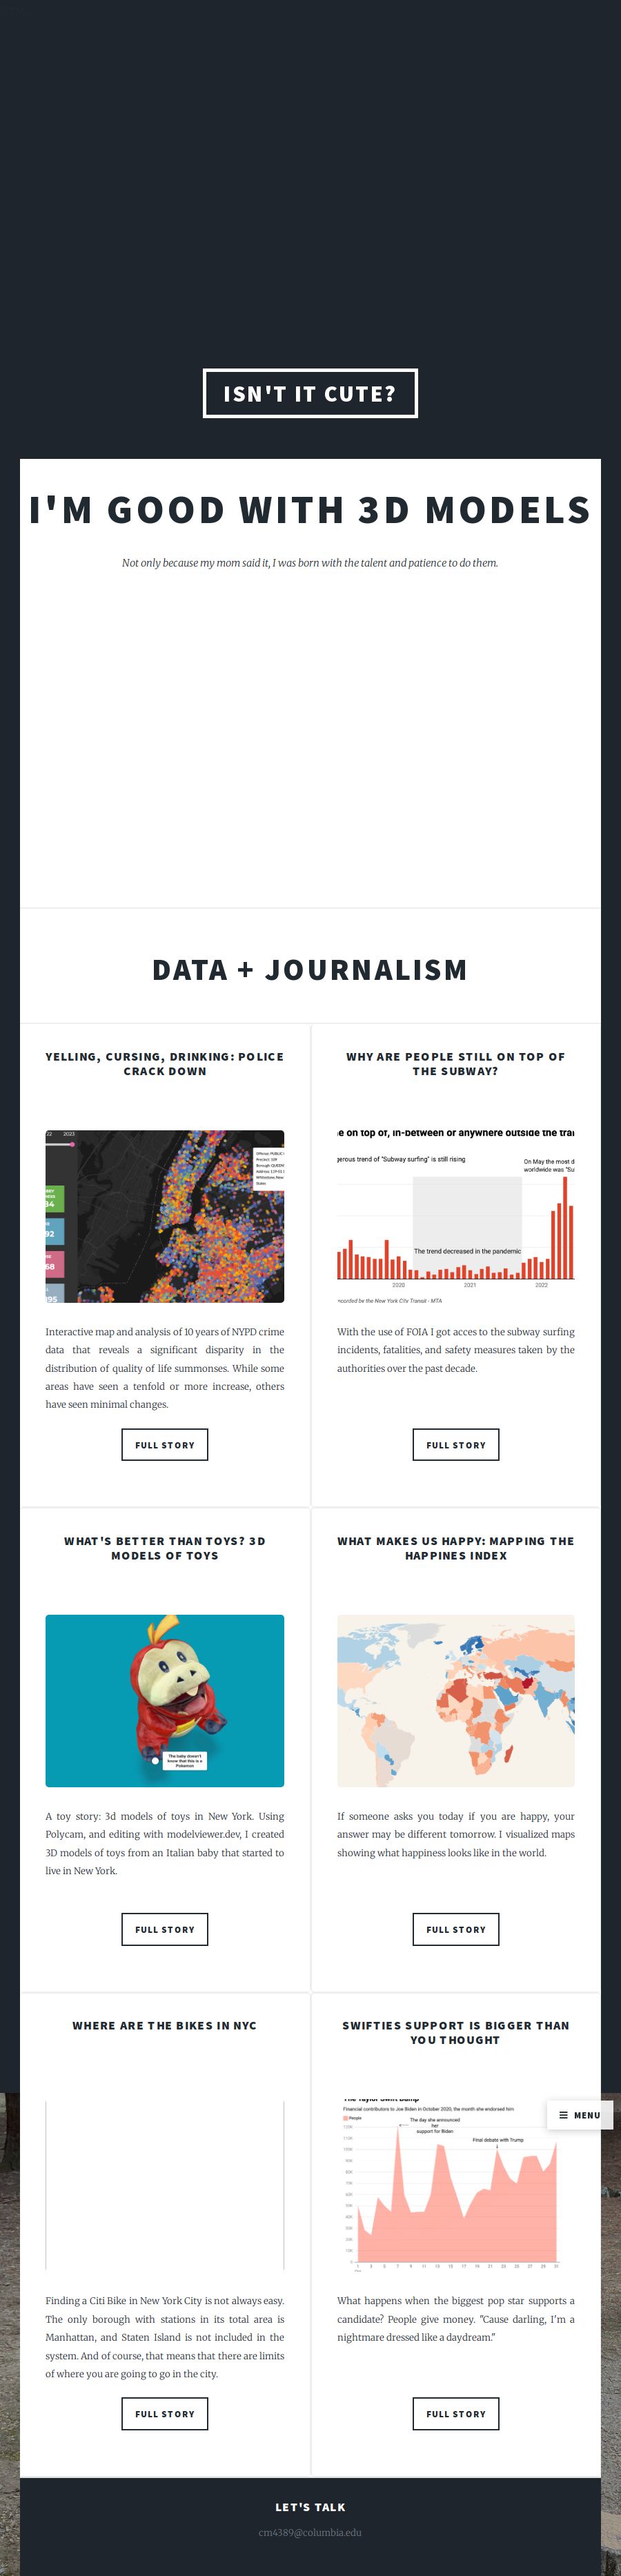 ISN'T IT CUTE?
I'M GOOD WITH 3D MODELS
Not only because my mom said it, I was born with the talent and patience to do them.
DATA + JOURNALISM
YELLING, CURSING, DRINKING: POLICE
CRACK DOWN
2022 2023
34
92
68
395
Interactive map and analysis of 10 years of NYPD crime
data that reveals a significant disparity in the
distribution of quality of life summonses. While some
areas have seen a tenfold or more increase, others
have seen minimal changes.
FULL STORY
WHY ARE PEOPLE STILL ON TOP OF
THE SUBWAY?
e on top of, in-between or anywhere outside the trai
gerous trend of "Subway surfing" is still rising
On May the most d
worldwide was "Su
The trend decreased in the pandemic
2020 2021 2022
recorded by the New York City Transit - MTA
With the use of FOIA I got acces to the subway surfing
incidents, fatalities, and safety measures taken by the
authorities over the past decade.
FULL STORY
WHAT'S BETTER THAN TOYS? 3D
MODELS OF TOYS
The baby doesn't
know that this is a
Pokemon
A toy story: 3d models of toys in New York. Using
Polycam, and editing with modelviewer.dev, I created
3D models of toys from an Italian baby that started to
live in New York.
FULL STORY
WHAT MAKES US HAPPY: MAPPING THE
HAPPINES INDEX
If someone asks you today if you are happy, your
answer may be different tomorrow. I visualized maps
showing what happiness looks like in the world.
FULL STORY
WHERE ARE THE BIKES IN NYC
Finding a Citi Bike in New York City is not always easy.
The only borough with stations in its total area is
Manhattan, and Staten Island is not included in the
system. And of course, that means that there are limits
of where you are going to go in the city.
FULL STORY
SWIFTIES SUPPORT IS BIGGER THAN
YOU THOUGHT
The Taylor Swift Bump
Financial contributors to Joe Biden in October 2020, the month she endorsed him
People
The day she announced
her
support for Biden
Final debate with Trump
MENU
What happens when the biggest pop star supports a
candidate? People give money. "Cause darling, I'm a
nightmare dressed like a daydream."
FULL STORY
LET'S TALK
cm4389@columbia.edu